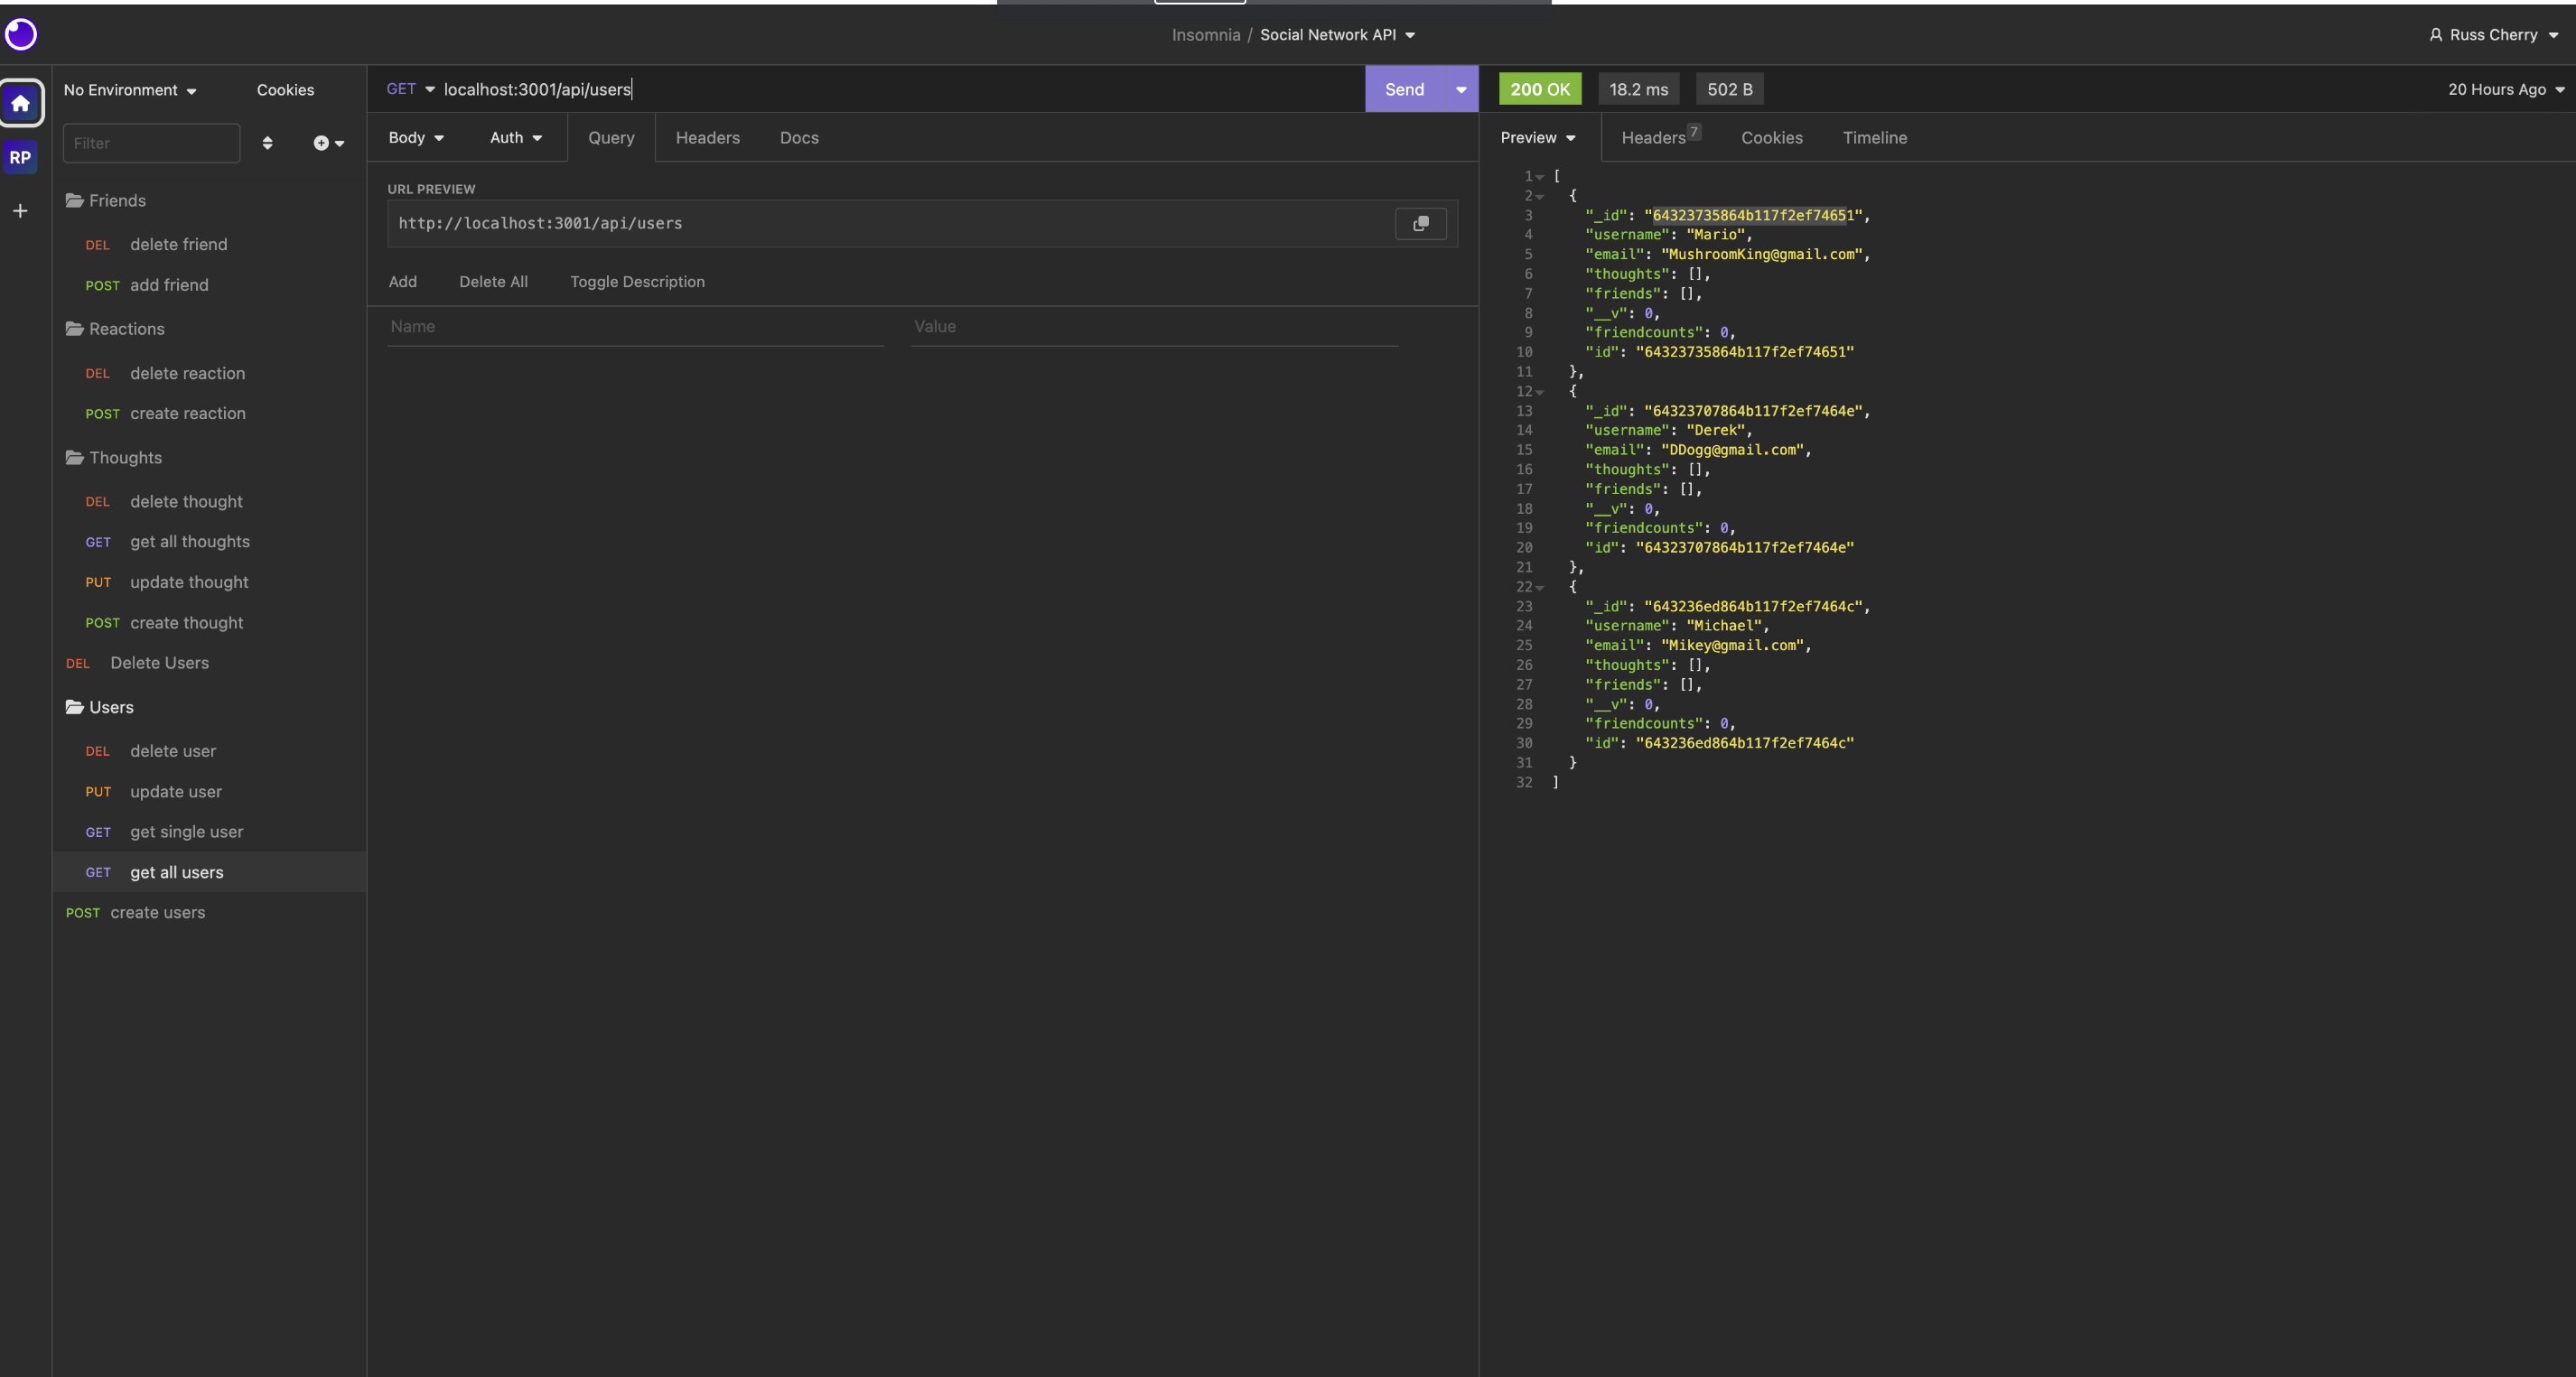 Insomnia / Social Network API
Russ Cherry
No Environment
Cookies
GET localhost:3001/api/users
Send
200 OK
18.2 ms
502 B
20 Hours Ago
Filter
RP
Body
Auth
Query
Headers
Docs
Preview
Headers 7
Cookies
Timeline
Friends
DEL delete friend
POST add friend
Reactions
DEL delete reaction
POST create reaction
Thoughts
DEL delete thought
GET get all thoughts
PUT update thought
POST create thought
DEL Delete Users
Users
DEL delete user
PUT update user
GET get single user
GET get all users
POST create users
URL PREVIEW
http://localhost:3001/api/users
Add
Delete All
Toggle Description
Name
Value
1 [
2 {
3 "_id": "64323735864b117f2ef74651",
4 "username": "Mario",
5 "email": "MushroomKing@gmail.com",
6 "thoughts": [],
7 "friends": [],
8 "__v": 0,
9 "friendcounts": 0,
10 "id": "64323735864b117f2ef74651"
11 },
12 {
13 "_id": "64323707864b117f2ef7464e",
14 "username": "Derek",
15 "email": "DDogg@gmail.com",
16 "thoughts": [],
17 "friends": [],
18 "__v": 0,
19 "friendcounts": 0,
20 "id": "64323707864b117f2ef7464e"
21 },
22 {
23 "_id": "643236ed864b117f2ef7464c",
24 "username": "Michael",
25 "email": "Mikey@gmail.com",
26 "thoughts": [],
27 "friends": [],
28 "__v": 0,
29 "friendcounts": 0,
30 "id": "643236ed864b117f2ef7464c"
31 }
32 ]